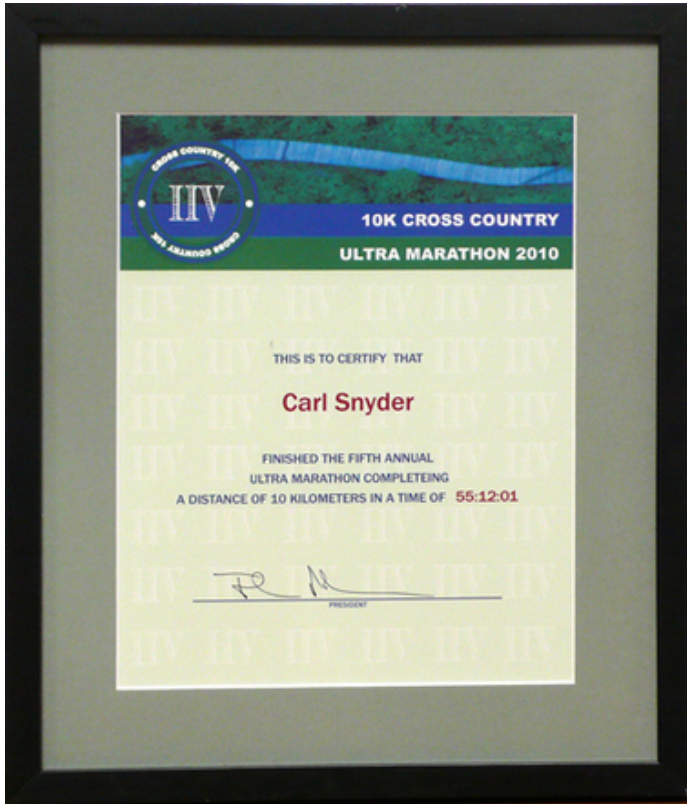 CROSS COUNTRY 10K
IIV
CROSS COUNTRY 10K
10K CROSS COUNTRY
ULTRA MARATHON 2010
THIS IS TO CERTIFY THAT
Carl Snyder
FINISHED THE FIFTH ANNUAL
ULTRA MARATHON COMPLETEING
A DISTANCE OF 10 KILOMETERS IN A TIME OF 55:12:01
PRESIDENT